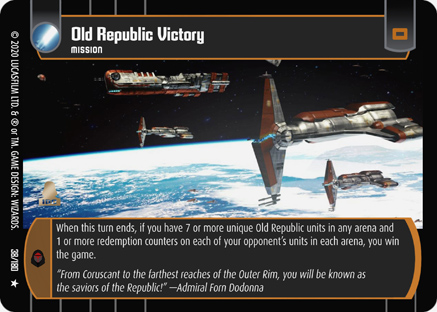 Old Republic Victory
MISSION
When this turn ends, if you have 7 or more unique Old Republic units in any arena and
1 or more redemption counters on each of your opponent's units in each arena, you win
the game.
"From Coruscant to the farthest reaches of the Outer Rim, you will be known as
the saviors of the Republic!" —Admiral Forn Dodonna
© 2020 LUCASFILM LTD. & ® or TM. GAME DESIGN: WIZARDS.